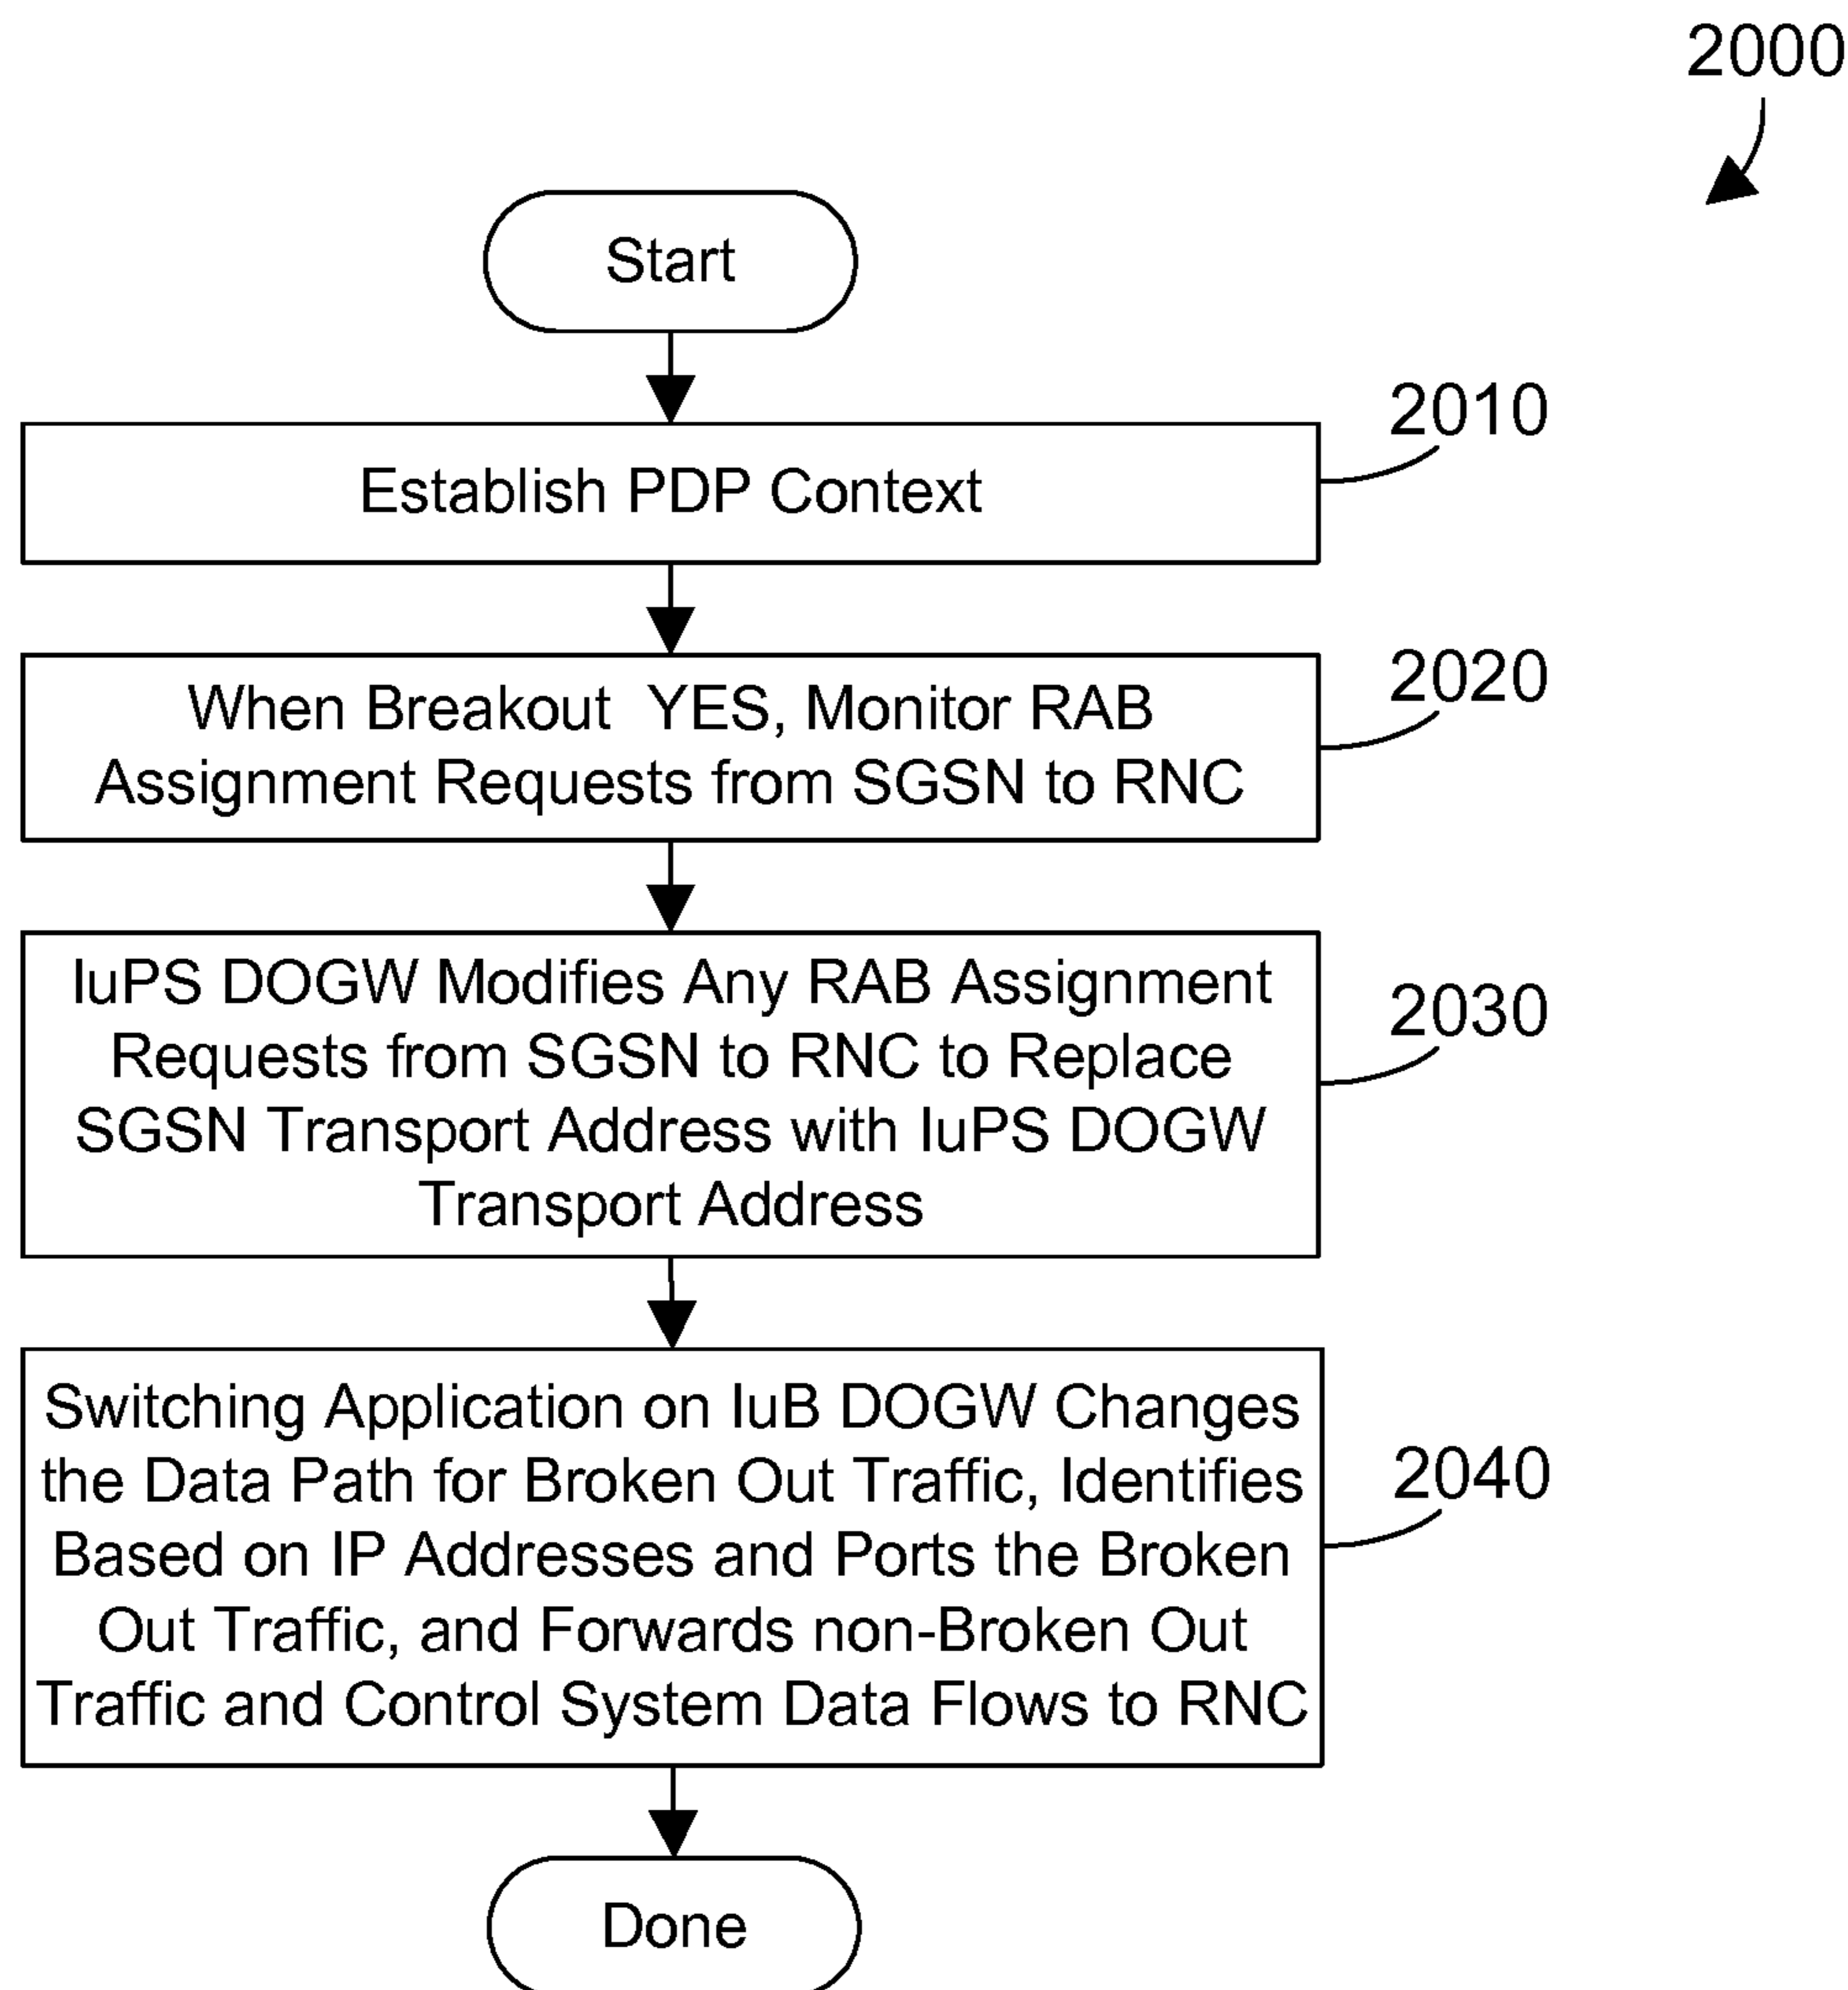 2000
Start
2010
Establish PDP Context
2020
When Breakout YES, Monitor RAB
Assignment Requests from SGSN to RNC
IuPS DOGW Modifies Any RAB Assignment
Requests from SGSN to RNC to Replace
SGSN Transport Address with IuPS DOGW
Transport Address
2030
Switching Application on IuB DOGW Changes
the Data Path for Broken Out Traffic, Identifies
Based on IP Addresses and Ports the Broken
Out Traffic, and Forwards non-Broken Out
Traffic and Control System Data Flows to RNC
2040
Done